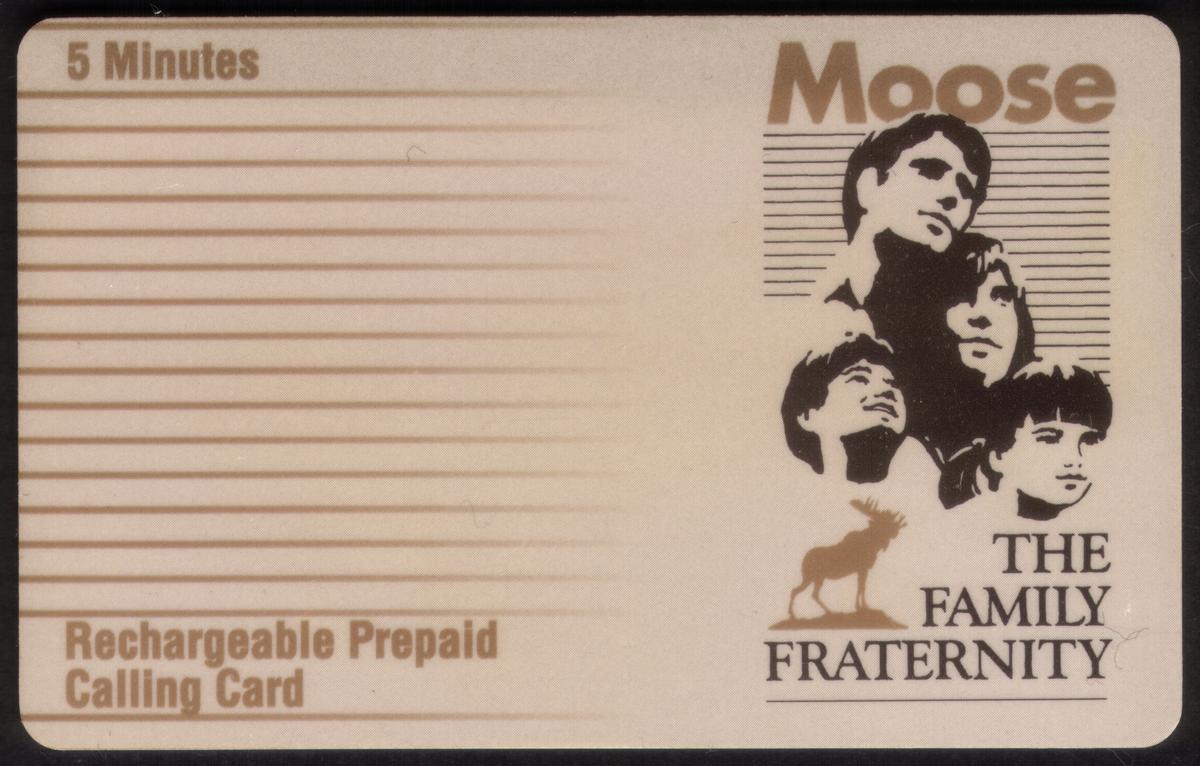 5 Minutes
Moose
THE
FAMILY
FRATERNITY
Rechargeable Prepaid
Calling Card